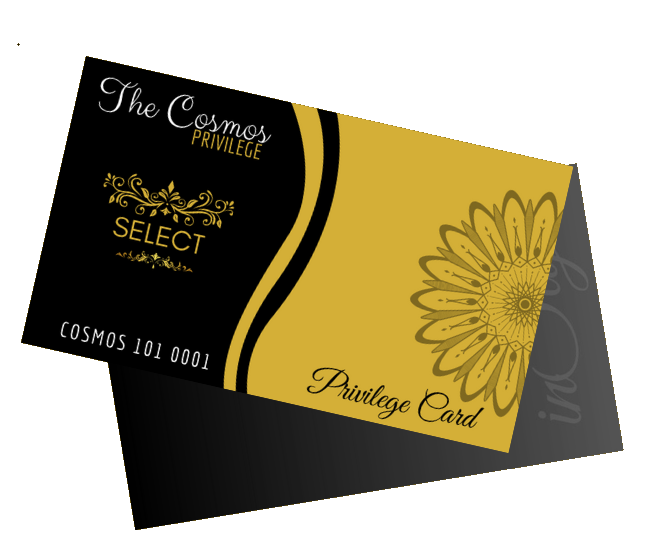 The Cosmos
PRIVILEGE
SELECT
COSMOS 101 0001
Privilege Card